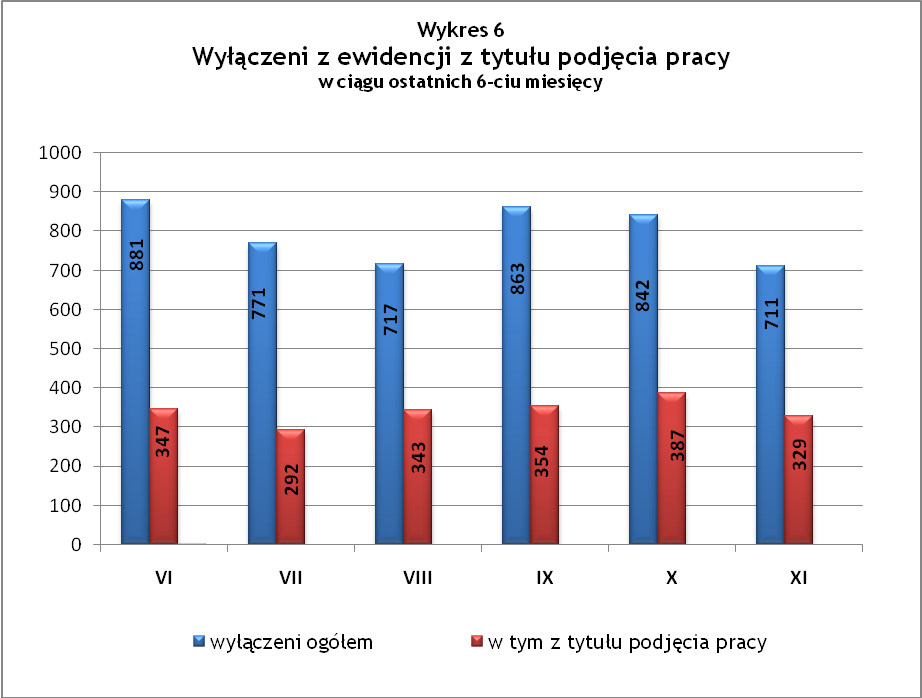 Wykres 6
Wyłączeni z ewidencji z tytułu podjęcia pracy
w ciągu ostatnich 6-ciu miesięcy
1000
900
800
700
600
500
400
300
200
100
0
881
347
771
292
717
343
863
354
842
387
711
329
VI
VII
VIII
IX
X
XI
wyłączeni ogółem
w tym z tytułu podjęcia pracy